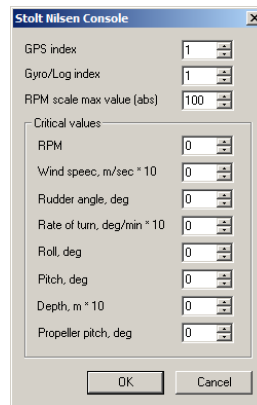 Stolt Nilsen Console
GPS index 1
Gyro/Log index 1
RPM scale max value (abs) 100
Critical values
RPM 0
Wind speec, m/sec * 10 0
Rudder angle, deg 0
Rate of turn, deg/min * 10 0
Roll, deg 0
Pitch, deg 0
Depth, m * 10 0
Propeller pitch, deg 0
OK Cancel